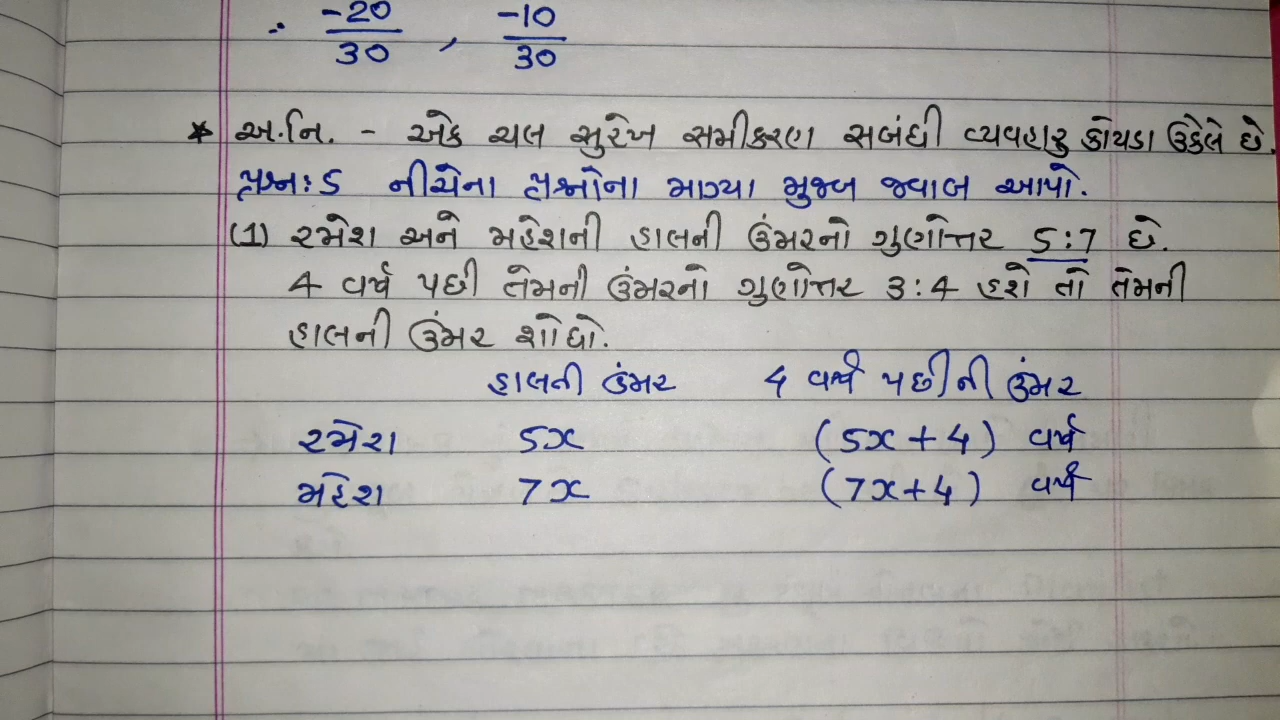 ∴ -20/30 , -10/30
* અ.નિ. - એક ચલ સુરેખ સમીકરણ સબંધી વ્યવહારુ કોયડા ઉકેલે છે.
પ્રશ્ન:5 નીચેના પ્રશ્નોના માગ્યા મુજબ જવાબ આપો.
(1) રમેશ અને મહેશની હાલની ઉંમરનો ગુણોત્તર 5:7 છે.
4 વર્ષ પછી તેમની ઉંમરનો ગુણોત્તર 3:4 હશે તો તેમની
હાલની ઉંમર શોધો.
હાલની ઉંમર 4 વર્ષ પછીની ઉંમર
રમેશ 5x (5x+4) વર્ષ
મહેશ 7x (7x+4) વર્ષ